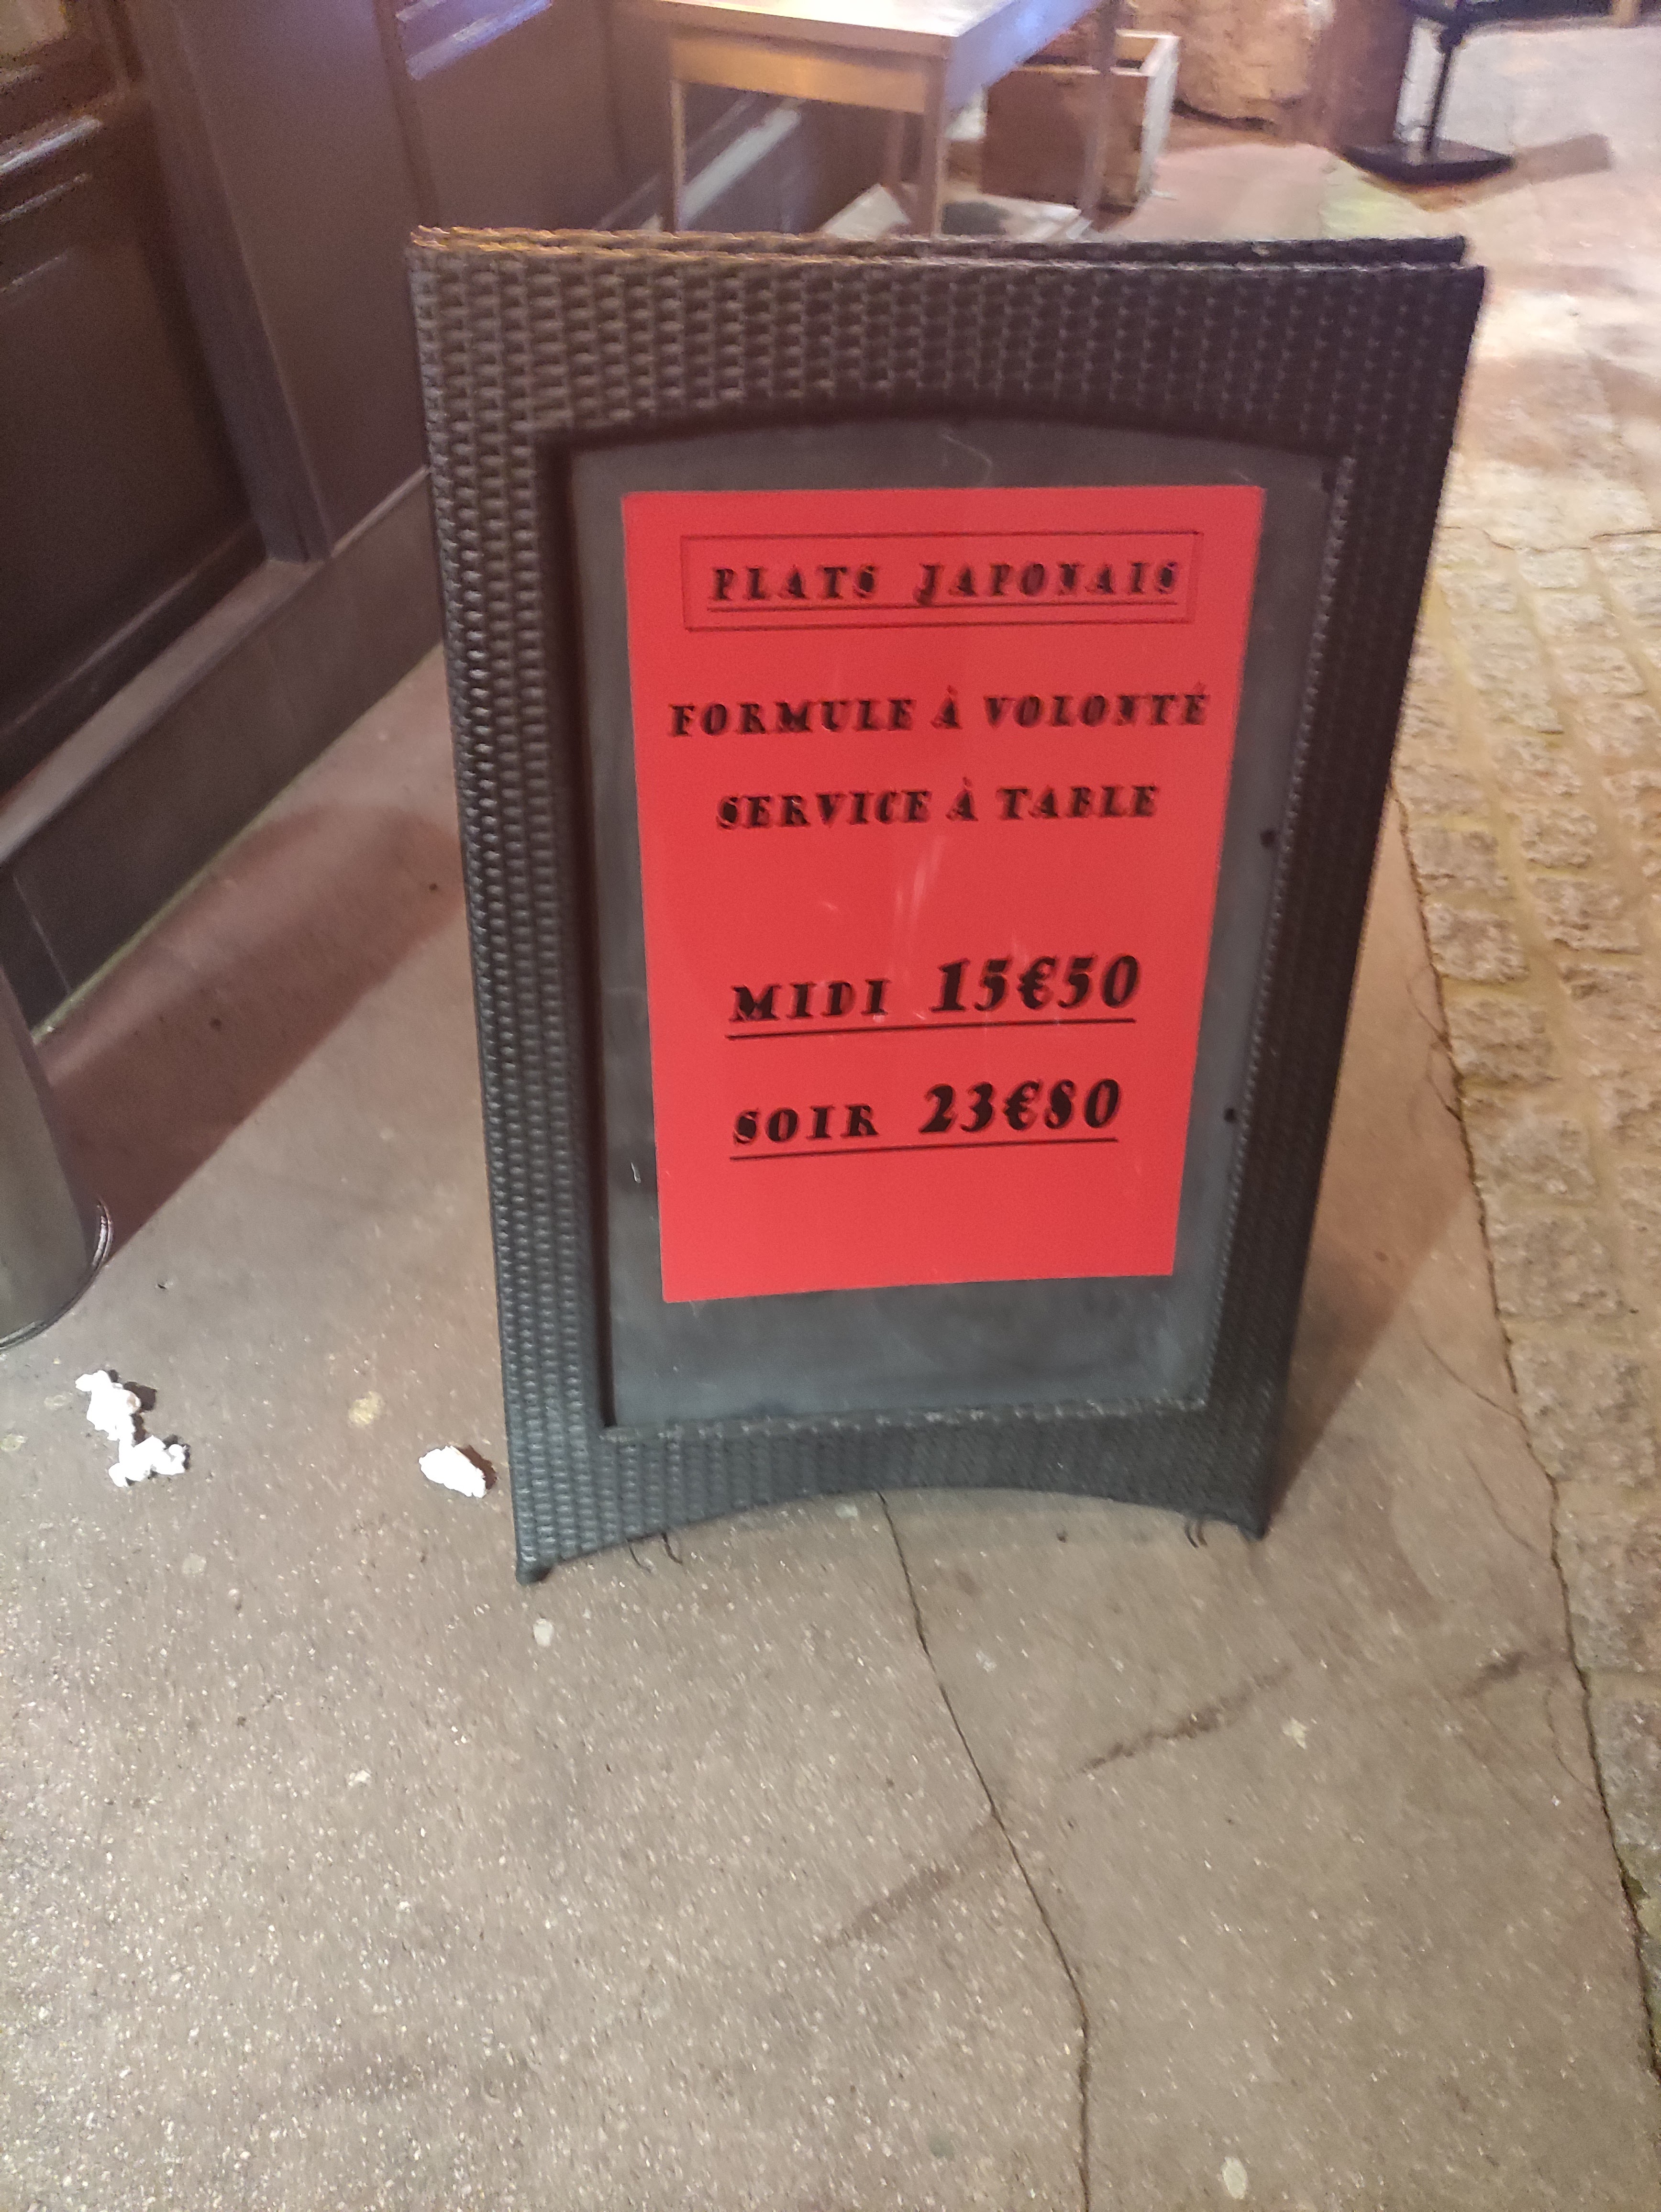 PLATS JAPONAIS
FORMULE À VOLONTÉ
SERVICE À TABLE
MIDI 15€50
SOIR 23€80